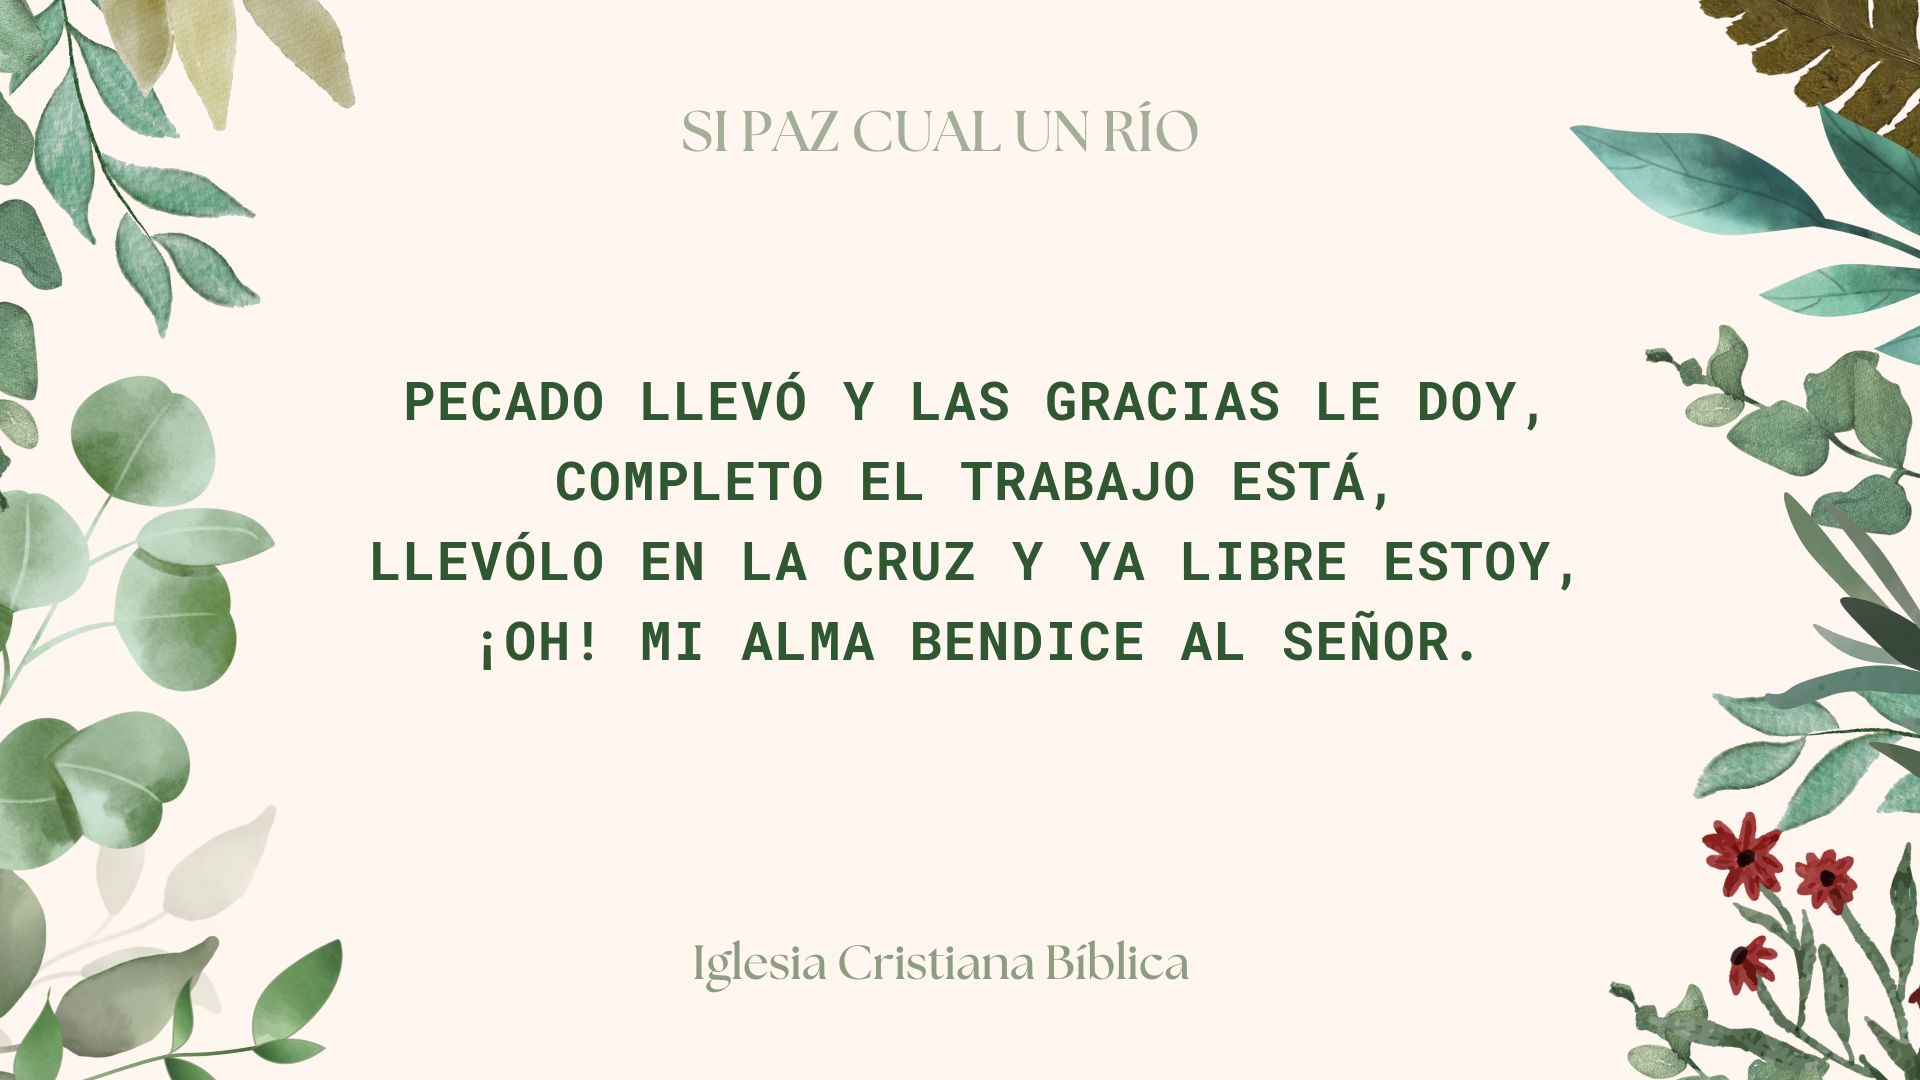 SI PAZ CUAL UN RÍO
PECADO LLEVÓ Y LAS GRACIAS LE DOY,
COMPLETO EL TRABAJO ESTÁ,
LLEVÓLO EN LA CRUZ Y YA LIBRE ESTOY,
¡OH! MI ALMA BENDICE AL SEÑOR.
Iglesia Cristiana Bíblica